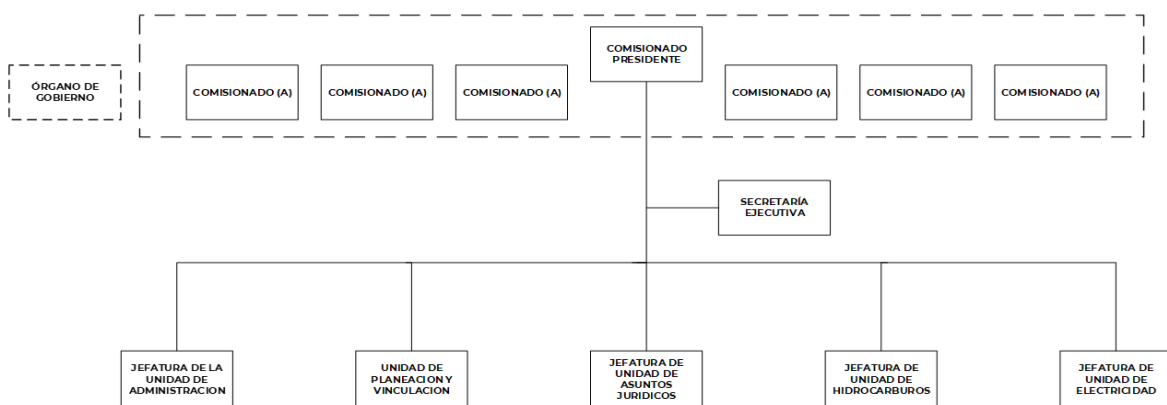 COMISIONADO
PRESIDENTE
ÓRGANO DE
GOBIERNO
COMISIONADO (A)
COMISIONADO (A)
COMISIONADO (A)
COMISIONADO (A)
COMISIONADO (A)
COMISIONADO (A)
SECRETARÍA
EJECUTIVA
JEFATURA DE LA
UNIDAD DE
ADMINISTRACION
UNIDAD DE
PLANEACION Y
VINCULACION
JEFATURA DE
UNIDAD DE
ASUNTOS
JURIDICOS
JEFATURA DE
UNIDAD DE
HIDROCARBUROS
JEFATURA DE
UNIDAD DE
ELECTRICIDAD